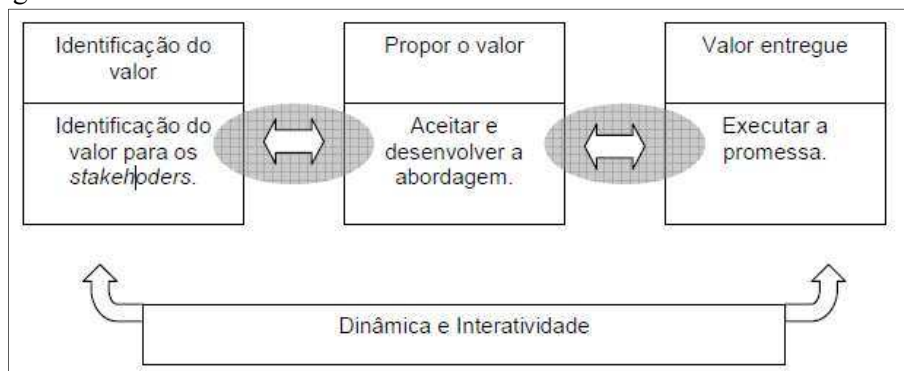 Identificação do
valor
Identificação do
valor para os
stakehoders.
Propor o valor
Aceitar e
desenvolver a
abordagem.
Valor entregue
Executar a
promessa.
Dinâmica e Interatividade